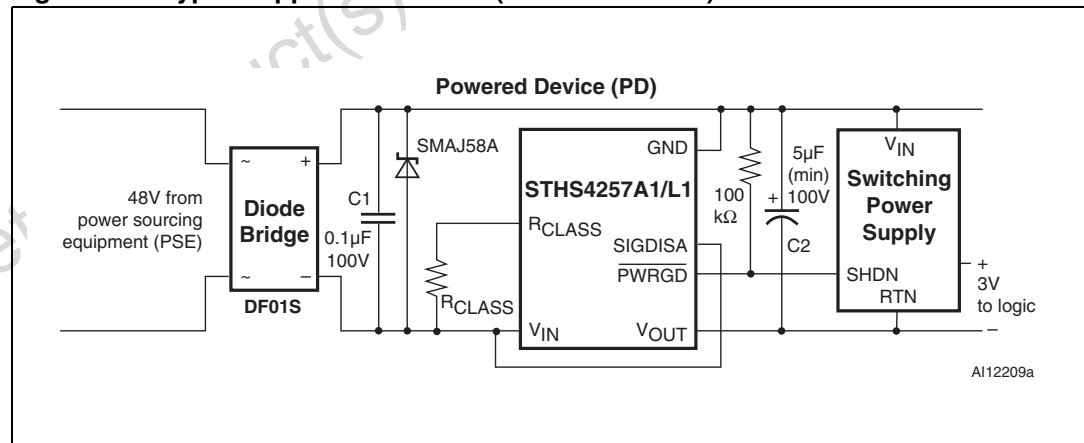 Powered Device (PD)
48V from
power sourcing
equipment (PSE)
~ +
Diode
Bridge
~ –
DF01S
C1
0.1µF
100V
SMAJ58A
RCLASS
STHS4257A1/L1
GND
RCLASS
SIGDISA
PWRGD
VIN
VOUT
100
kΩ
5µF
(min)
+ 100V
C2
VIN
Switching
Power
Supply
SHDN
RTN
+
3V
to logic
–
AI12209a